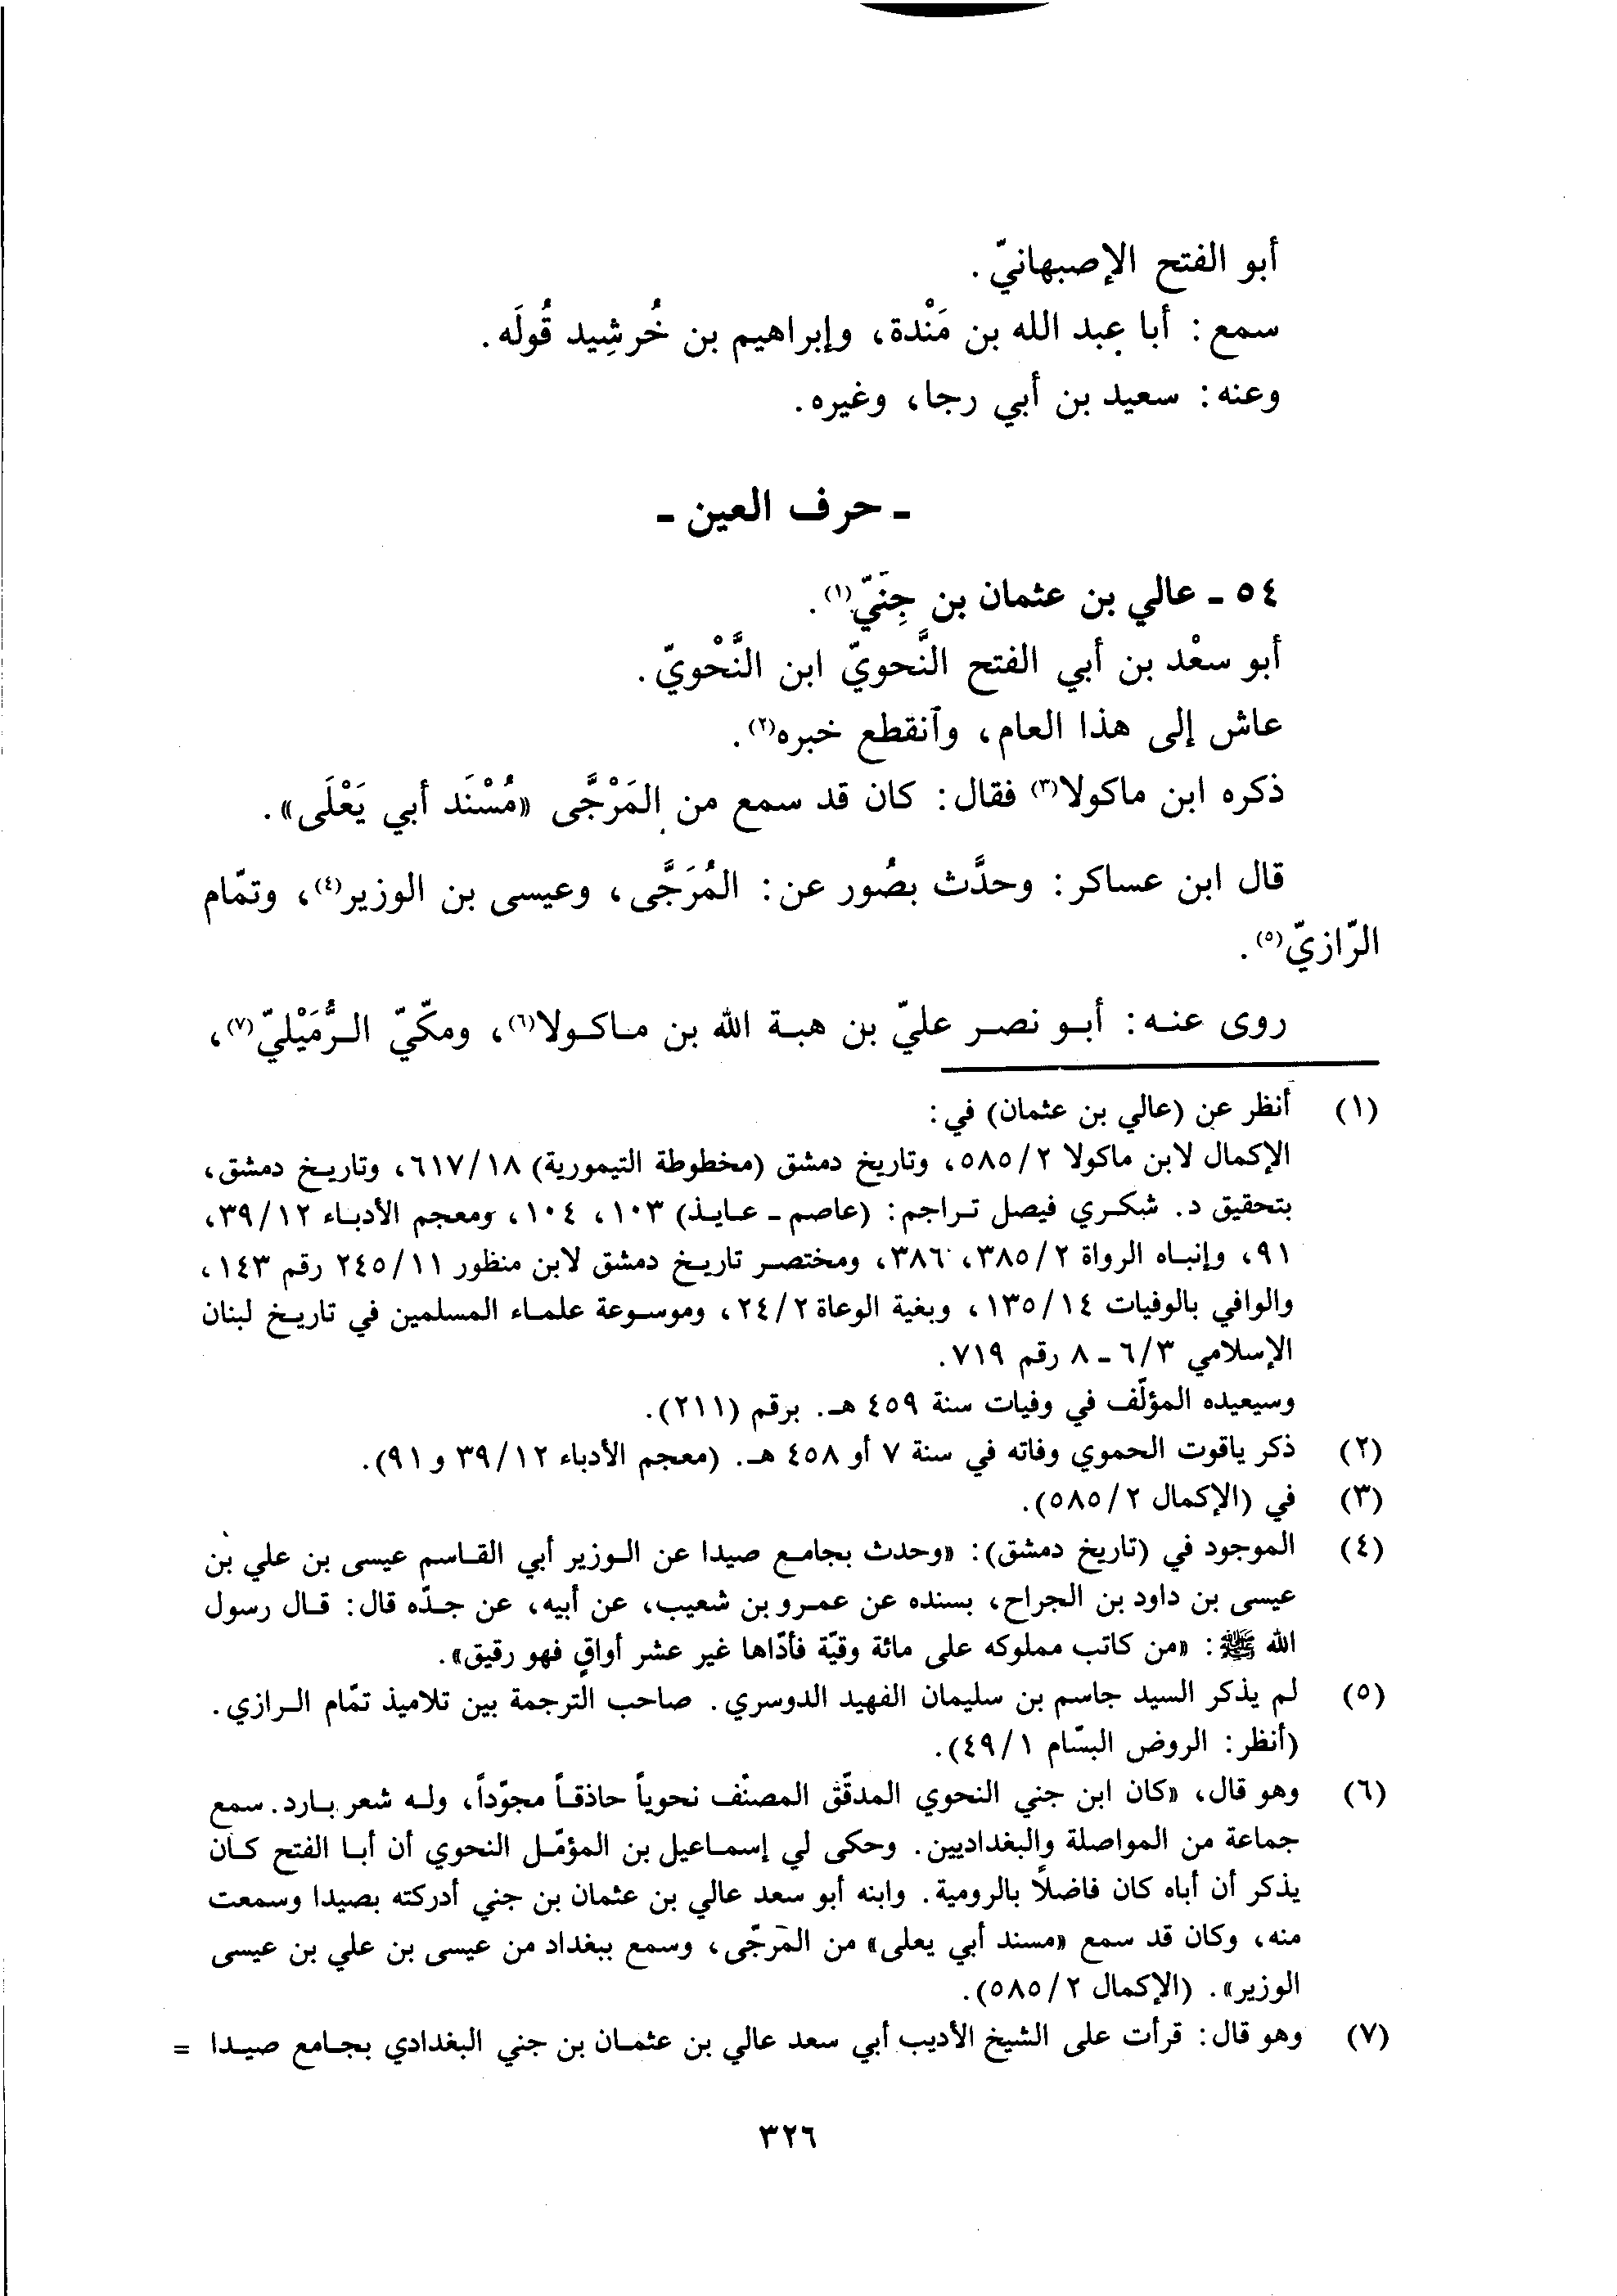 أبو الفتح الإصبهانيّ.
سمع: أبا عبد الله بن مَنْدة، وإبراهيم بن خُرشِيد قُولَه.
وعنه: سعيد بن أبي رجا، وغيره.
ـ حرف العين ـ
٥٤ ـ عالي بن عثمان بن جِنَيّ(١).
أبو سعْد بن أبي الفتح النَّحويّ ابن النَّحْويّ.
عاش إلى هذا العام، وآنقطع خبره(٢).
ذكره ابن ماكولا(٣) فقال: كان قد سمع من المَرْجَّى «مُسْنَد أبي يَعْلَى».
قال ابن عساكر: وحدَّث بصُور عن: المُرَجَّى، وعيسى بن الوزير(٤)، وتمّام
الرّازيّ(٥).
روى عنه: أبو نصر عليّ بن هبة الله بن ماكولا(٦)، ومكّيّ الرُّمَيْليّ(٧)،
(١) أنظر عن (عالي بن عثمان) في:
الإكمال لابن ماكولا ٥٨٥/٢، وتاريخ دمشق (مخطوطة التيمورية) ٦١٧/١٨، وتاريخ دمشق،
بتحقيق د. شكري فيصل تراجم: (عاصم ـ عايذ) ١٠٣، ١٠٤، ومعجم الأدباء ٣٩/١٢،
٩١، وإنباه الرواة ٣٨٥/٢، ٣٨٦، ومختصر تاريخ دمشق لابن منظور ٢٤٥/١١ رقم ١٤٣،
والوافي بالوفيات ١٣٥/١٤، وبغية الوعاة ٢٤/٢، وموسوعة علماء المسلمين في تاريخ لبنان
الإسلامي ٦/٣ ـ ٨ رقم ٧١٩.
وسيعيده المؤلّف في وفيات سنة ٤٥٩ هـ. برقم (٢١١).
(٢) ذكر ياقوت الحموي وفاته في سنة ٧ أو ٤٥٨ هـ. (معجم الأدباء ٣٩/١٢ و ٩١).
(٣) في (الإكمال ٥٨٥/٢).
(٤) الموجود في (تاريخ دمشق): «وحدث بجامع صيدا عن الوزير أبي القاسم عيسى بن علي بن
عيسى بن داود بن الجراح، بسنده عن عمرو بن شعيب، عن أبيه، عن جدّه قال: قال رسول
الله ﷺ: «من كاتب مملوكه على مائة وقيّة فأدّاها غير عشر أواقٍ فهو رقيق».
(٥) لم يذكر السيد جاسم بن سليمان الفهيد الدوسري. صاحب الترجمة بين تلاميذ تمّام الرازي.
(أنظر: الروض البسّام ٤٩/١).
(٦) وهو قال، «كان ابن جني النحوي المدقّق المصنّف نحوياً حاذقاً مجوّداً، وله شعر بارد. سمع
جماعة من المواصلة والبغداديين. وحكى لي إسماعيل بن المؤمّل النحوي أن أبا الفتح كان
يذكر أن أباه كان فاضلاً بالرومية. وابنه أبو سعد عالي بن عثمان بن جني أدركته بصيدا وسمعت
منه، وكان قد سمع «مسند أبي يعلى» من المَرجّى، وسمع ببغداد من عيسى بن علي بن عيسى
الوزير». (الإكمال ٥٨٥/٢).
(٧) وهو قال: قرأت على الشيخ الأديب أبي سعد عالي بن عثمان بن جني البغدادي بجامع صيدا =
٣٢٦